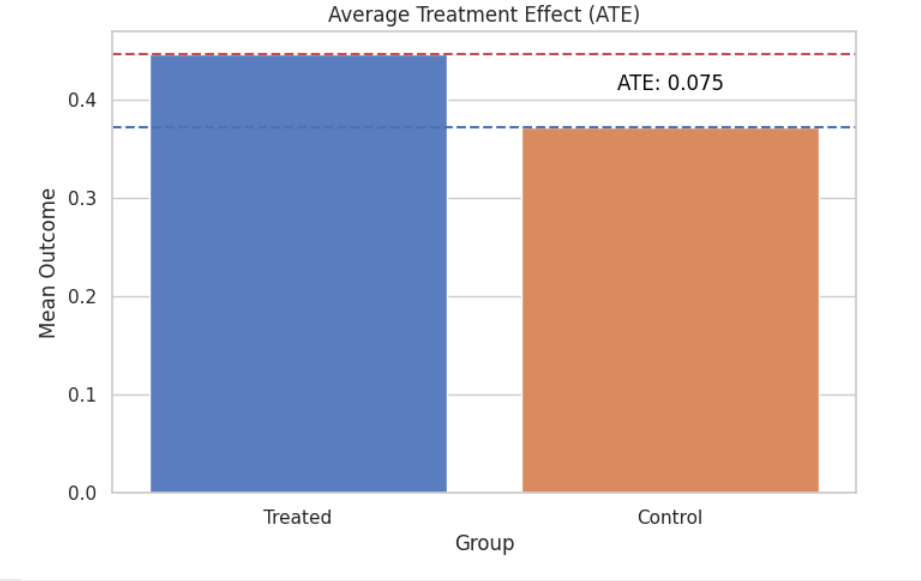 Average Treatment Effect (ATE)
ATE: 0.075
0.4
0.3
0.2
0.1
0.0
Mean Outcome
Treated
Control
Group